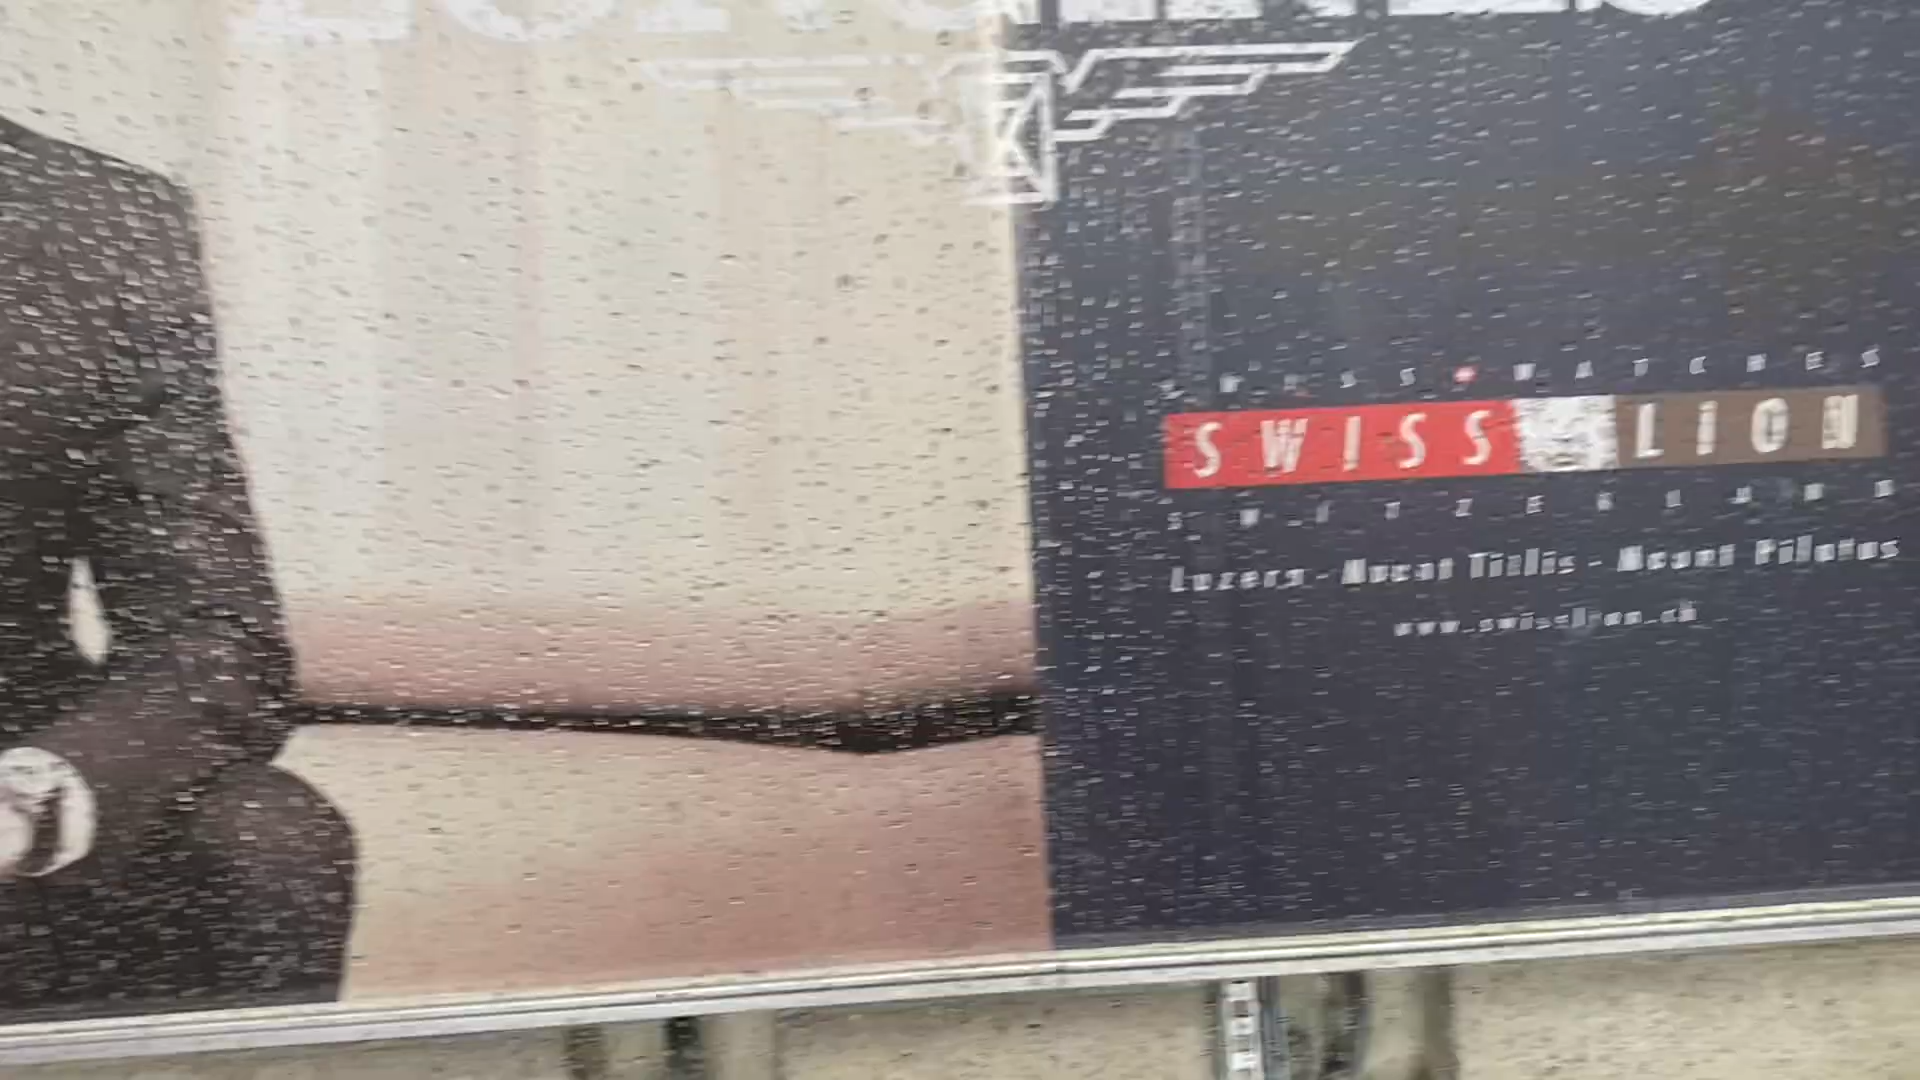 SWISS WATCHES
SWISS LION
SWITZERLAND
Luzern - Mount Titlis - Mount Pilatus
www.swisslion.ch